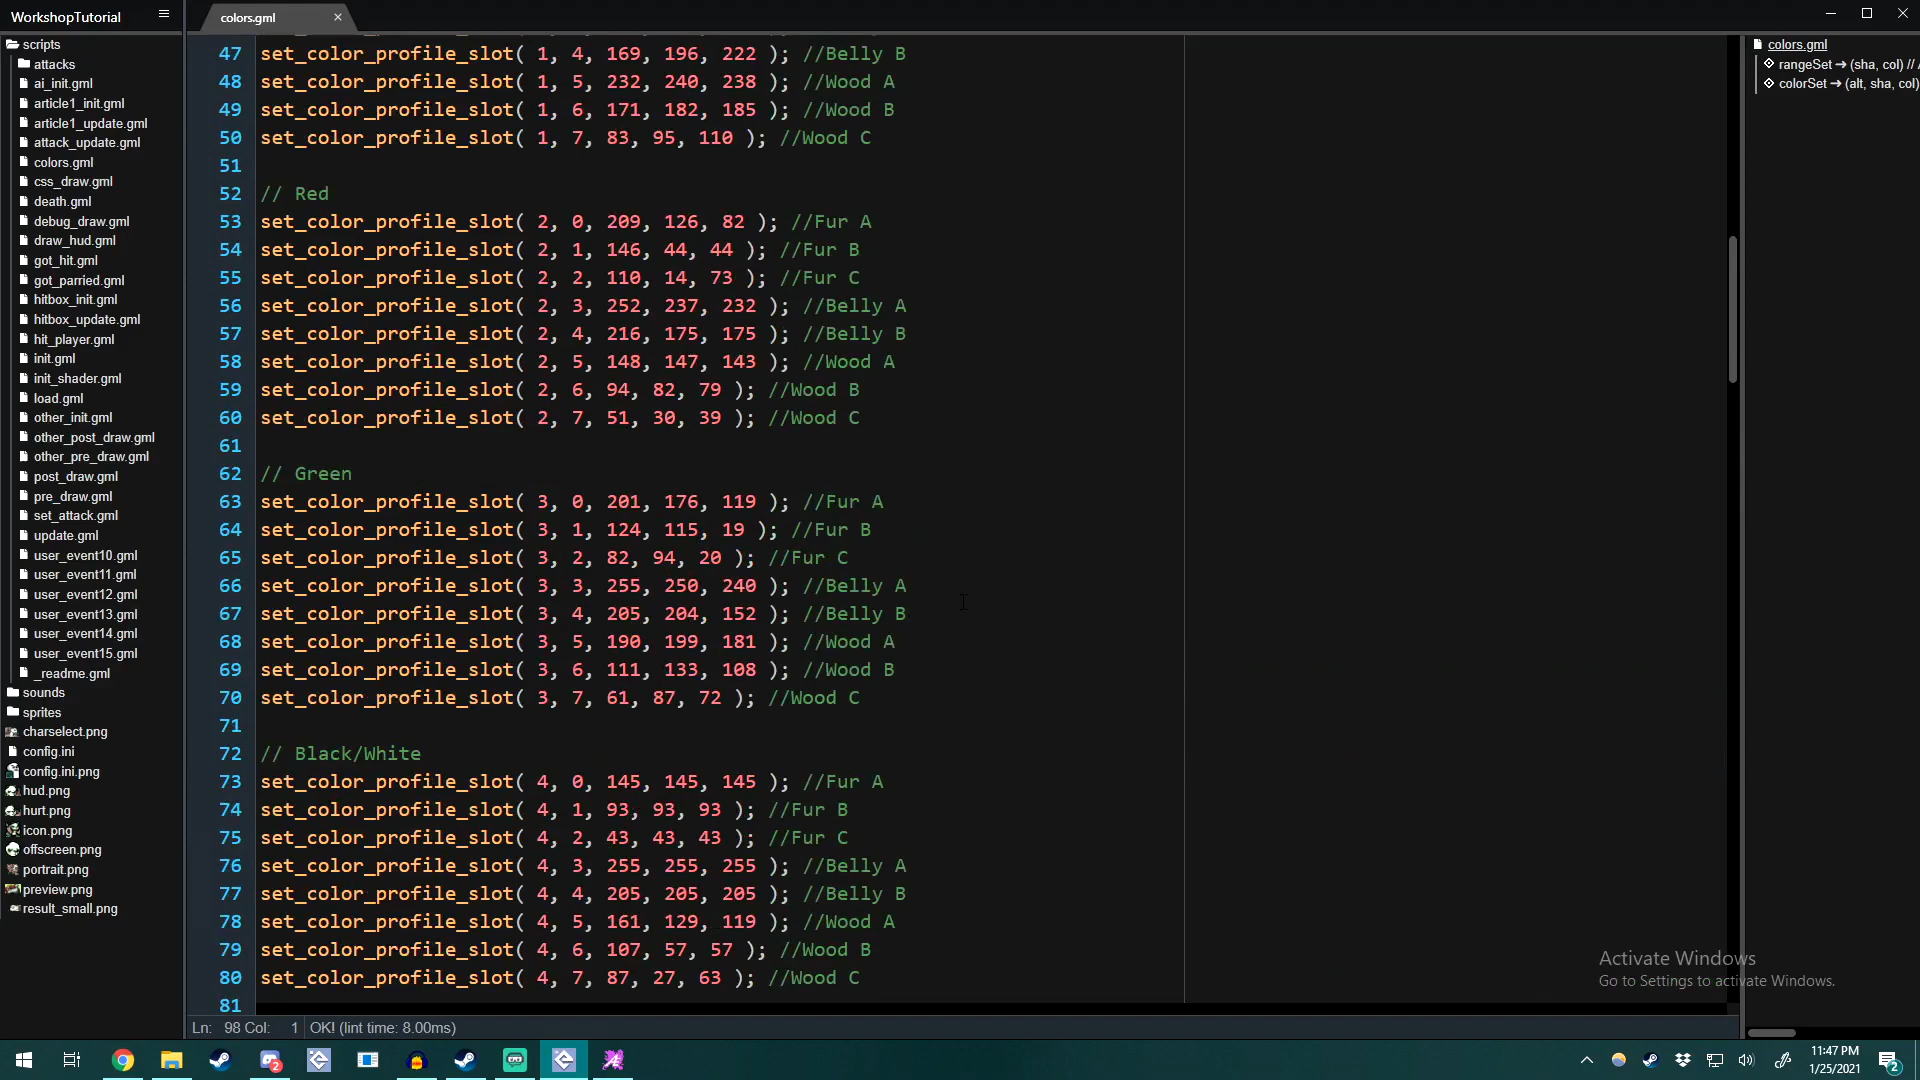 WorkshopTutorial
colors.gml
scripts
attacks
ai_init.gml
article1_init.gml
article1_update.gml
attack_update.gml
colors.gml
css_draw.gml
death.gml
debug_draw.gml
draw_hud.gml
got_hit.gml
got_parried.gml
hitbox_init.gml
hitbox_update.gml
hit_player.gml
init.gml
init_shader.gml
load.gml
other_init.gml
other_post_draw.gml
other_pre_draw.gml
post_draw.gml
pre_draw.gml
set_attack.gml
update.gml
user_event10.gml
user_event11.gml
user_event12.gml
user_event13.gml
user_event14.gml
user_event15.gml
_readme.gml
sounds
sprites
charselect.png
config.ini
config.ini.png
hud.png
hurt.png
icon.png
offscreen.png
portrait.png
preview.png
result_small.png
47 set_color_profile_slot( 1, 4, 169, 196, 222 ); //Belly B
48 set_color_profile_slot( 1, 5, 232, 240, 238 ); //Wood A
49 set_color_profile_slot( 1, 6, 171, 182, 185 ); //Wood B
50 set_color_profile_slot( 1, 7, 83, 95, 110 ); //Wood C
51
52 // Red
53 set_color_profile_slot( 2, 0, 209, 126, 82 ); //Fur A
54 set_color_profile_slot( 2, 1, 146, 44, 44 ); //Fur B
55 set_color_profile_slot( 2, 2, 110, 14, 73 ); //Fur C
56 set_color_profile_slot( 2, 3, 252, 237, 232 ); //Belly A
57 set_color_profile_slot( 2, 4, 216, 175, 175 ); //Belly B
58 set_color_profile_slot( 2, 5, 148, 147, 143 ); //Wood A
59 set_color_profile_slot( 2, 6, 94, 82, 79 ); //Wood B
60 set_color_profile_slot( 2, 7, 51, 30, 39 ); //Wood C
61
62 // Green
63 set_color_profile_slot( 3, 0, 201, 176, 119 ); //Fur A
64 set_color_profile_slot( 3, 1, 124, 115, 19 ); //Fur B
65 set_color_profile_slot( 3, 2, 82, 94, 20 ); //Fur C
66 set_color_profile_slot( 3, 3, 255, 250, 240 ); //Belly A
67 set_color_profile_slot( 3, 4, 205, 204, 152 ); //Belly B
68 set_color_profile_slot( 3, 5, 190, 199, 181 ); //Wood A
69 set_color_profile_slot( 3, 6, 111, 133, 108 ); //Wood B
70 set_color_profile_slot( 3, 7, 61, 87, 72 ); //Wood C
71
72 // Black/White
73 set_color_profile_slot( 4, 0, 145, 145, 145 ); //Fur A
74 set_color_profile_slot( 4, 1, 93, 93, 93 ); //Fur B
75 set_color_profile_slot( 4, 2, 43, 43, 43 ); //Fur C
76 set_color_profile_slot( 4, 3, 255, 255, 255 ); //Belly A
77 set_color_profile_slot( 4, 4, 205, 205, 205 ); //Belly B
78 set_color_profile_slot( 4, 5, 161, 129, 119 ); //Wood A
79 set_color_profile_slot( 4, 6, 107, 57, 57 ); //Wood B
80 set_color_profile_slot( 4, 7, 87, 27, 63 ); //Wood C
81
colors.gml
rangeSet → (sha, col) //
colorSet → (alt, sha, col)
Activate Windows
Go to Settings to activate Windows.
Ln: 98 Col: 1 OK! (lint time: 8.00ms)
2
11:47 PM
1/25/2021
2